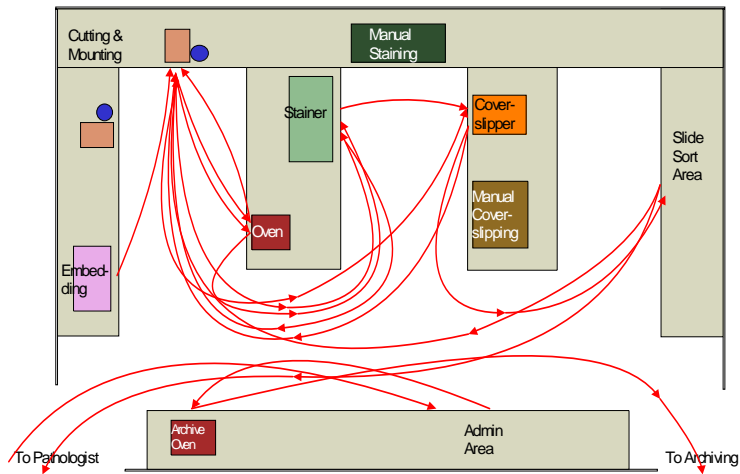 Cutting &
Mounting
Manual
Staining
Stainer
Cover-
slipper
Slide
Sort
Area
Manual
Cover-
slipping
Oven
Embed-
ding
Archive
Oven
Admin
Area
To Pathologist
To Archiving